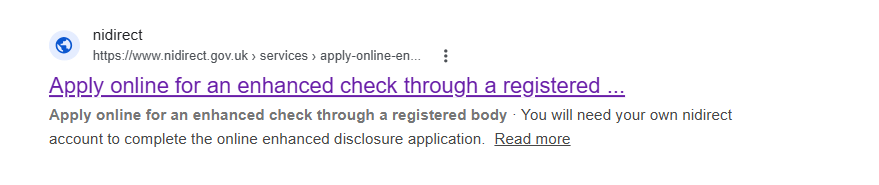 nidirect
https://www.nidirect.gov.uk › services › apply-online-en...
Apply online for an enhanced check through a registered ...
Apply online for an enhanced check through a registered body · You will need your own nidirect
account to complete the online enhanced disclosure application. Read more